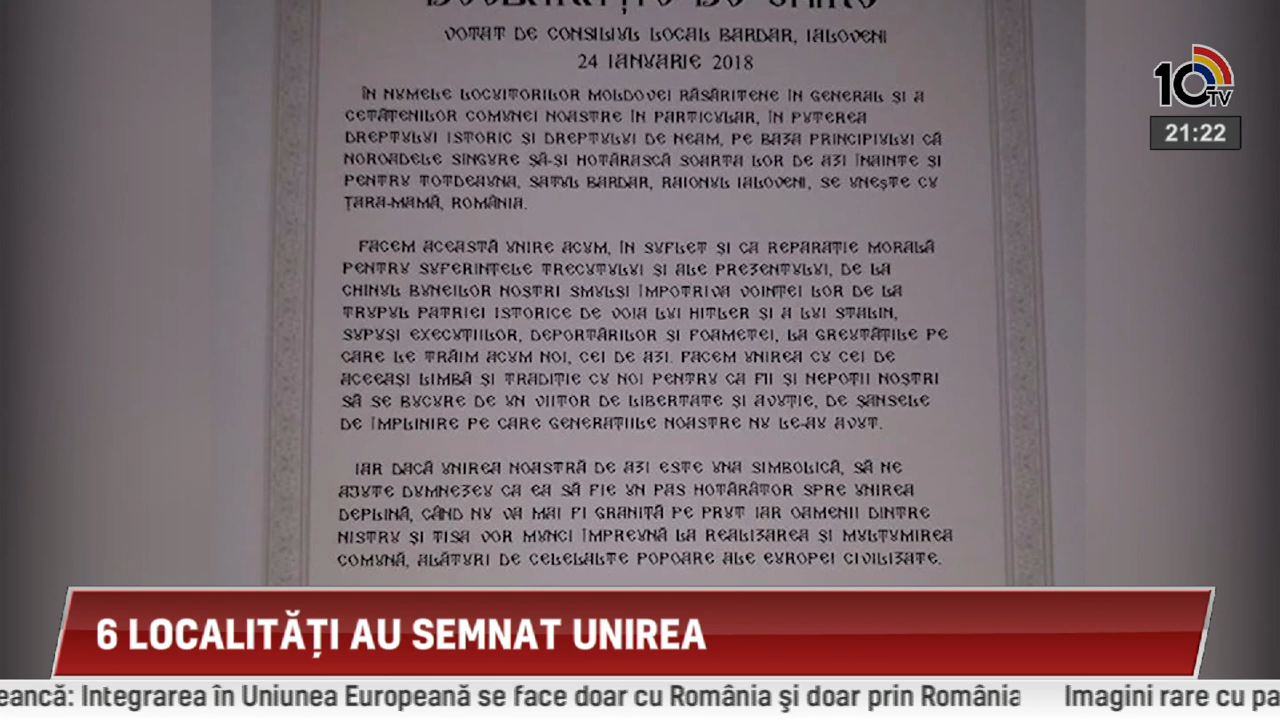 DECLARAȚIE DE UNIRE
VOTAT DE CONSILIUL LOCAL BARDAR, IALOVENI
24 IANUARIE 2018
ÎN NUMELE LOCUITORILOR MOLDOVEI RĂSĂRITENE ÎN GENERAL ȘI A
CETĂȚENILOR COMUNEI NOASTRE ÎN PARTICULAR, ÎN PUTEREA
DREPTULUI ISTORIC ȘI DREPTULUI DE NEAM, PE BAZA PRINCIPIULUI CĂ
NOROADELE SINGURE SĂ-ȘI HOTĂRASCĂ SOARTA LOR DE AZI ÎNAINTE ȘI
PENTRU TOTDEAUNA, SATUL BARDAR, RAIONUL IALOVENI, SE UNEȘTE CU
ȚARA-MAMĂ, ROMÂNIA.
FACEM ACEASTĂ UNIRE ACUM, ÎN SUFLET ȘI CA REPARAȚIE MORALĂ
PENTRU SUFERINȚELE TRECUTULUI ȘI ALE PREZENTULUI, DE LA
CHINUL BUNEILOR NOȘTRI SMULȘI ÎMPOTRIVA VOINȚEI LOR DE LA
TRUPUL PATRIEI ISTORICE DE VOIA LUI HITLER ȘI A LUI STALIN,
SUPUȘI EXECUȚIILOR, DEPORTĂRILOR ȘI FOAMETEI, LA GREUTĂȚILE PE
CARE LE TRĂIM ACUM NOI, CEI DE AZI. FACEM UNIREA CU CEI DE
ACEEAȘI LIMBĂ ȘI TRADIȚIE CU NOI PENTRU CA FII ȘI NEPOȚII NOȘTRI
SĂ SE BUCURE DE UN VIITOR DE LIBERTATE ȘI AVUȚIE, DE ȘANSELE
DE ÎMPLINIRE PE CARE GENERAȚIILE NOASTRE NU LE-AU AVUT.
IAR DACĂ UNIREA NOASTRĂ DE AZI ESTE UNA SIMBOLICĂ, SĂ NE
AJUTE DUMNEZEU CA EA SĂ FIE UN PAS HOTĂRÂTOR SPRE UNIREA
DEPLINĂ, CÂND NU VA MAI FI GRANIȚĂ PE PRUT IAR OAMENII DINTRE
NISTRU ȘI TISA VOR MUNCI ÎMPREUNĂ LA REALIZAREA ȘI MULȚUMIREA
COMUNĂ, ALĂTURI DE CELELALTE POPOARE ALE EUROPEI CIVILIZATE.
10 TV
21:22
6 LOCALITĂȚI AU SEMNAT UNIREA
eancă: Integrarea în Uniunea Europeană se face doar cu România şi doar prin România Imagini rare cu pa